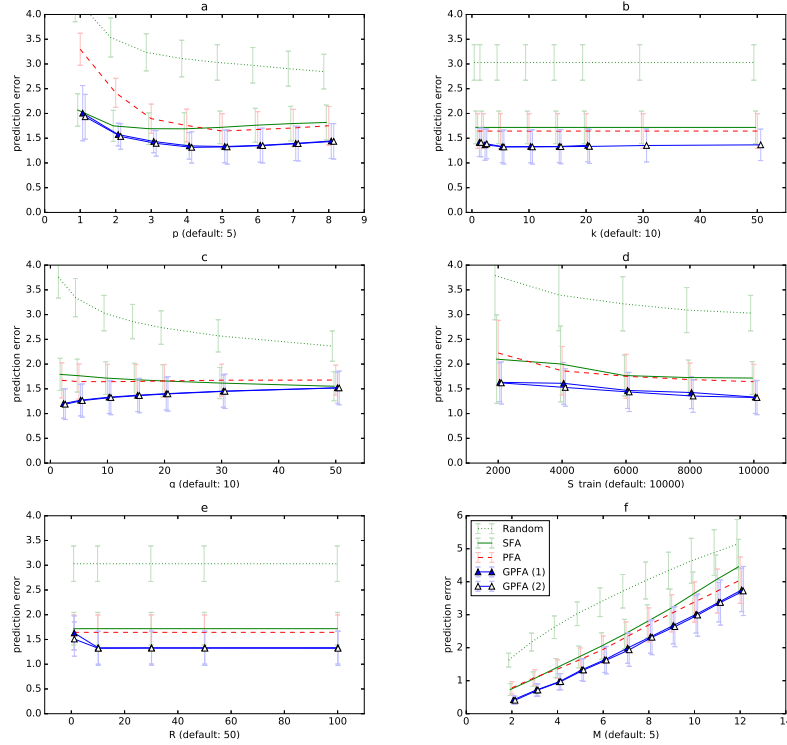 a
4.0
3.5
3.0
2.5
2.0
1.5
1.0
0.5
0.0
prediction error
0 1 2 3 4 5 6 7 8 9
p (default: 5)
b
4.0
3.5
3.0
2.5
2.0
1.5
1.0
0.5
0.0
prediction error
0 10 20 30 40 50
k (default: 10)
c
4.0
3.5
3.0
2.5
2.0
1.5
1.0
0.5
0.0
prediction error
0 10 20 30 40 50
q (default: 10)
d
4.0
3.5
3.0
2.5
2.0
1.5
1.0
0.5
0.0
prediction error
2000 4000 6000 8000 10000
S_train (default: 10000)
e
4.0
3.5
3.0
2.5
2.0
1.5
1.0
0.5
0.0
prediction error
0 20 40 60 80 100
R (default: 50)
f
6
5
4
3
2
1
0
prediction error
Random
SFA
PFA
GPFA (1)
GPFA (2)
0 2 4 6 8 10 12 14
M (default: 5)